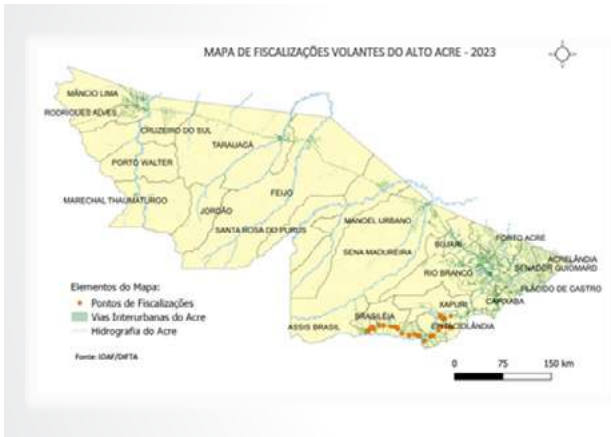 MAPA DE FISCALIZAÇÕES VOLANTES DO ALTO ACRE - 2023
MÂNCIO LIMA
RODRIGUES ALVES
CRUZEIRO DO SUL
TARAUACÁ
PORTO WALTER
FEIJO
MARECHAL THAUMATURGO
JORDÃO
SANTA ROSA DO PURUS
MANOEL URBANO
SENA MADUREIRA
BUJARI
PORTO ACRE
ACRELÂNDIA
SENADOR GUIOMARD
RIO BRANCO
PLÁCIDO DE CASTRO
CAPIXABA
XAPURI
ASSIS BRASIL
BRASILÉIA
EPITACIOLÂNDIA
Elementos do Mapa:
Pontos de Fiscalizações
Vias Interurbanas do Acre
Hidrografia do Acre
Fonte: IDAF/DIFTA
0 75 150 km